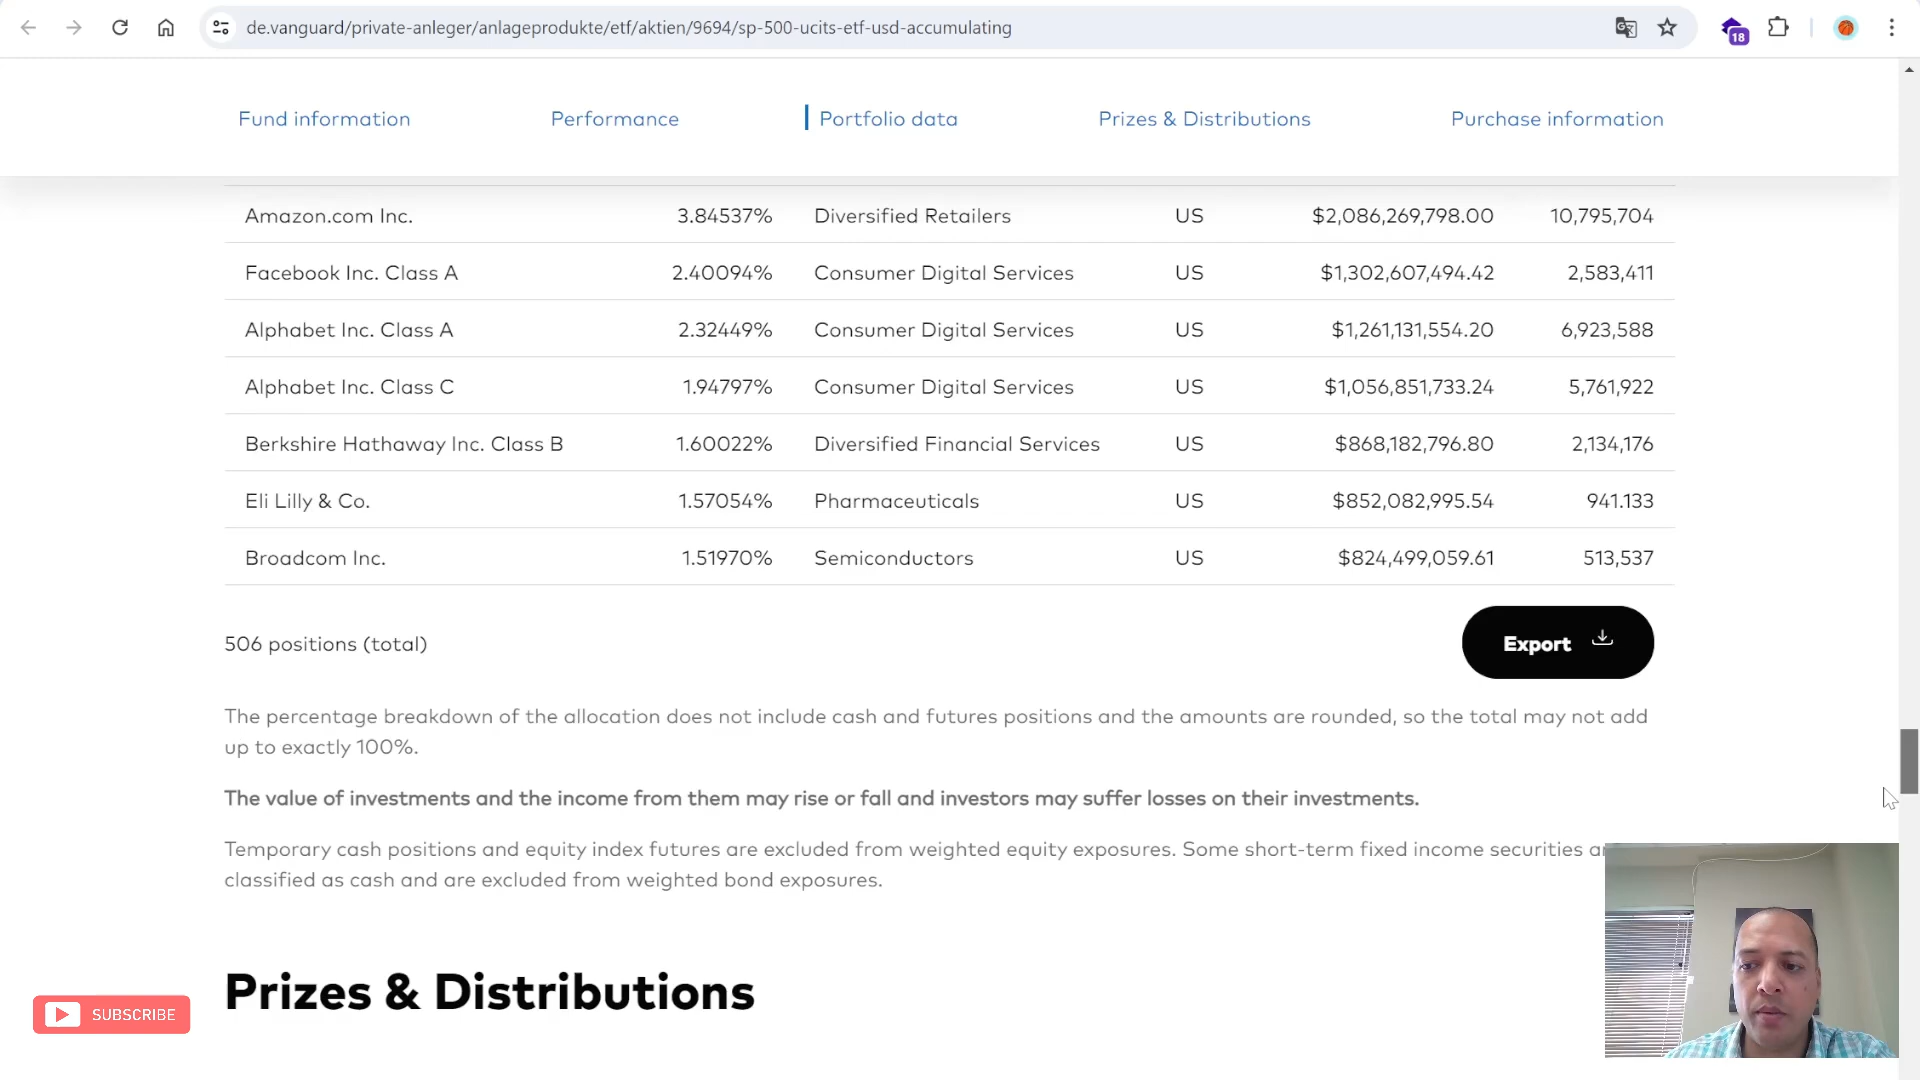 de.vanguard/private-anleger/anlageprodukte/etf/aktien/9694/sp-500-ucits-etf-usd-accumulating
18
Fund information Performance Portfolio data Prizes & Distributions Purchase information
Amazon.com Inc. 3.84537% Diversified Retailers US $2,086,269,798.00 10,795,704
Facebook Inc. Class A 2.40094% Consumer Digital Services US $1,302,607,494.42 2,583,411
Alphabet Inc. Class A 2.32449% Consumer Digital Services US $1,261,131,554.20 6,923,588
Alphabet Inc. Class C 1.94797% Consumer Digital Services US $1,056,851,733.24 5,761,922
Berkshire Hathaway Inc. Class B 1.60022% Diversified Financial Services US $868,182,796.80 2,134,176
Eli Lilly & Co. 1.57054% Pharmaceuticals US $852,082,995.54 941.133
Broadcom Inc. 1.51970% Semiconductors US $824,499,059.61 513,537
506 positions (total) Export
The percentage breakdown of the allocation does not include cash and futures positions and the amounts are rounded, so the total may not add
up to exactly 100%.
The value of investments and the income from them may rise or fall and investors may suffer losses on their investments.
Temporary cash positions and equity index futures are excluded from weighted equity exposures. Some short-term fixed income securities
classified as cash and are excluded from weighted bond exposures.
Prizes & Distributions
SUBSCRIBE